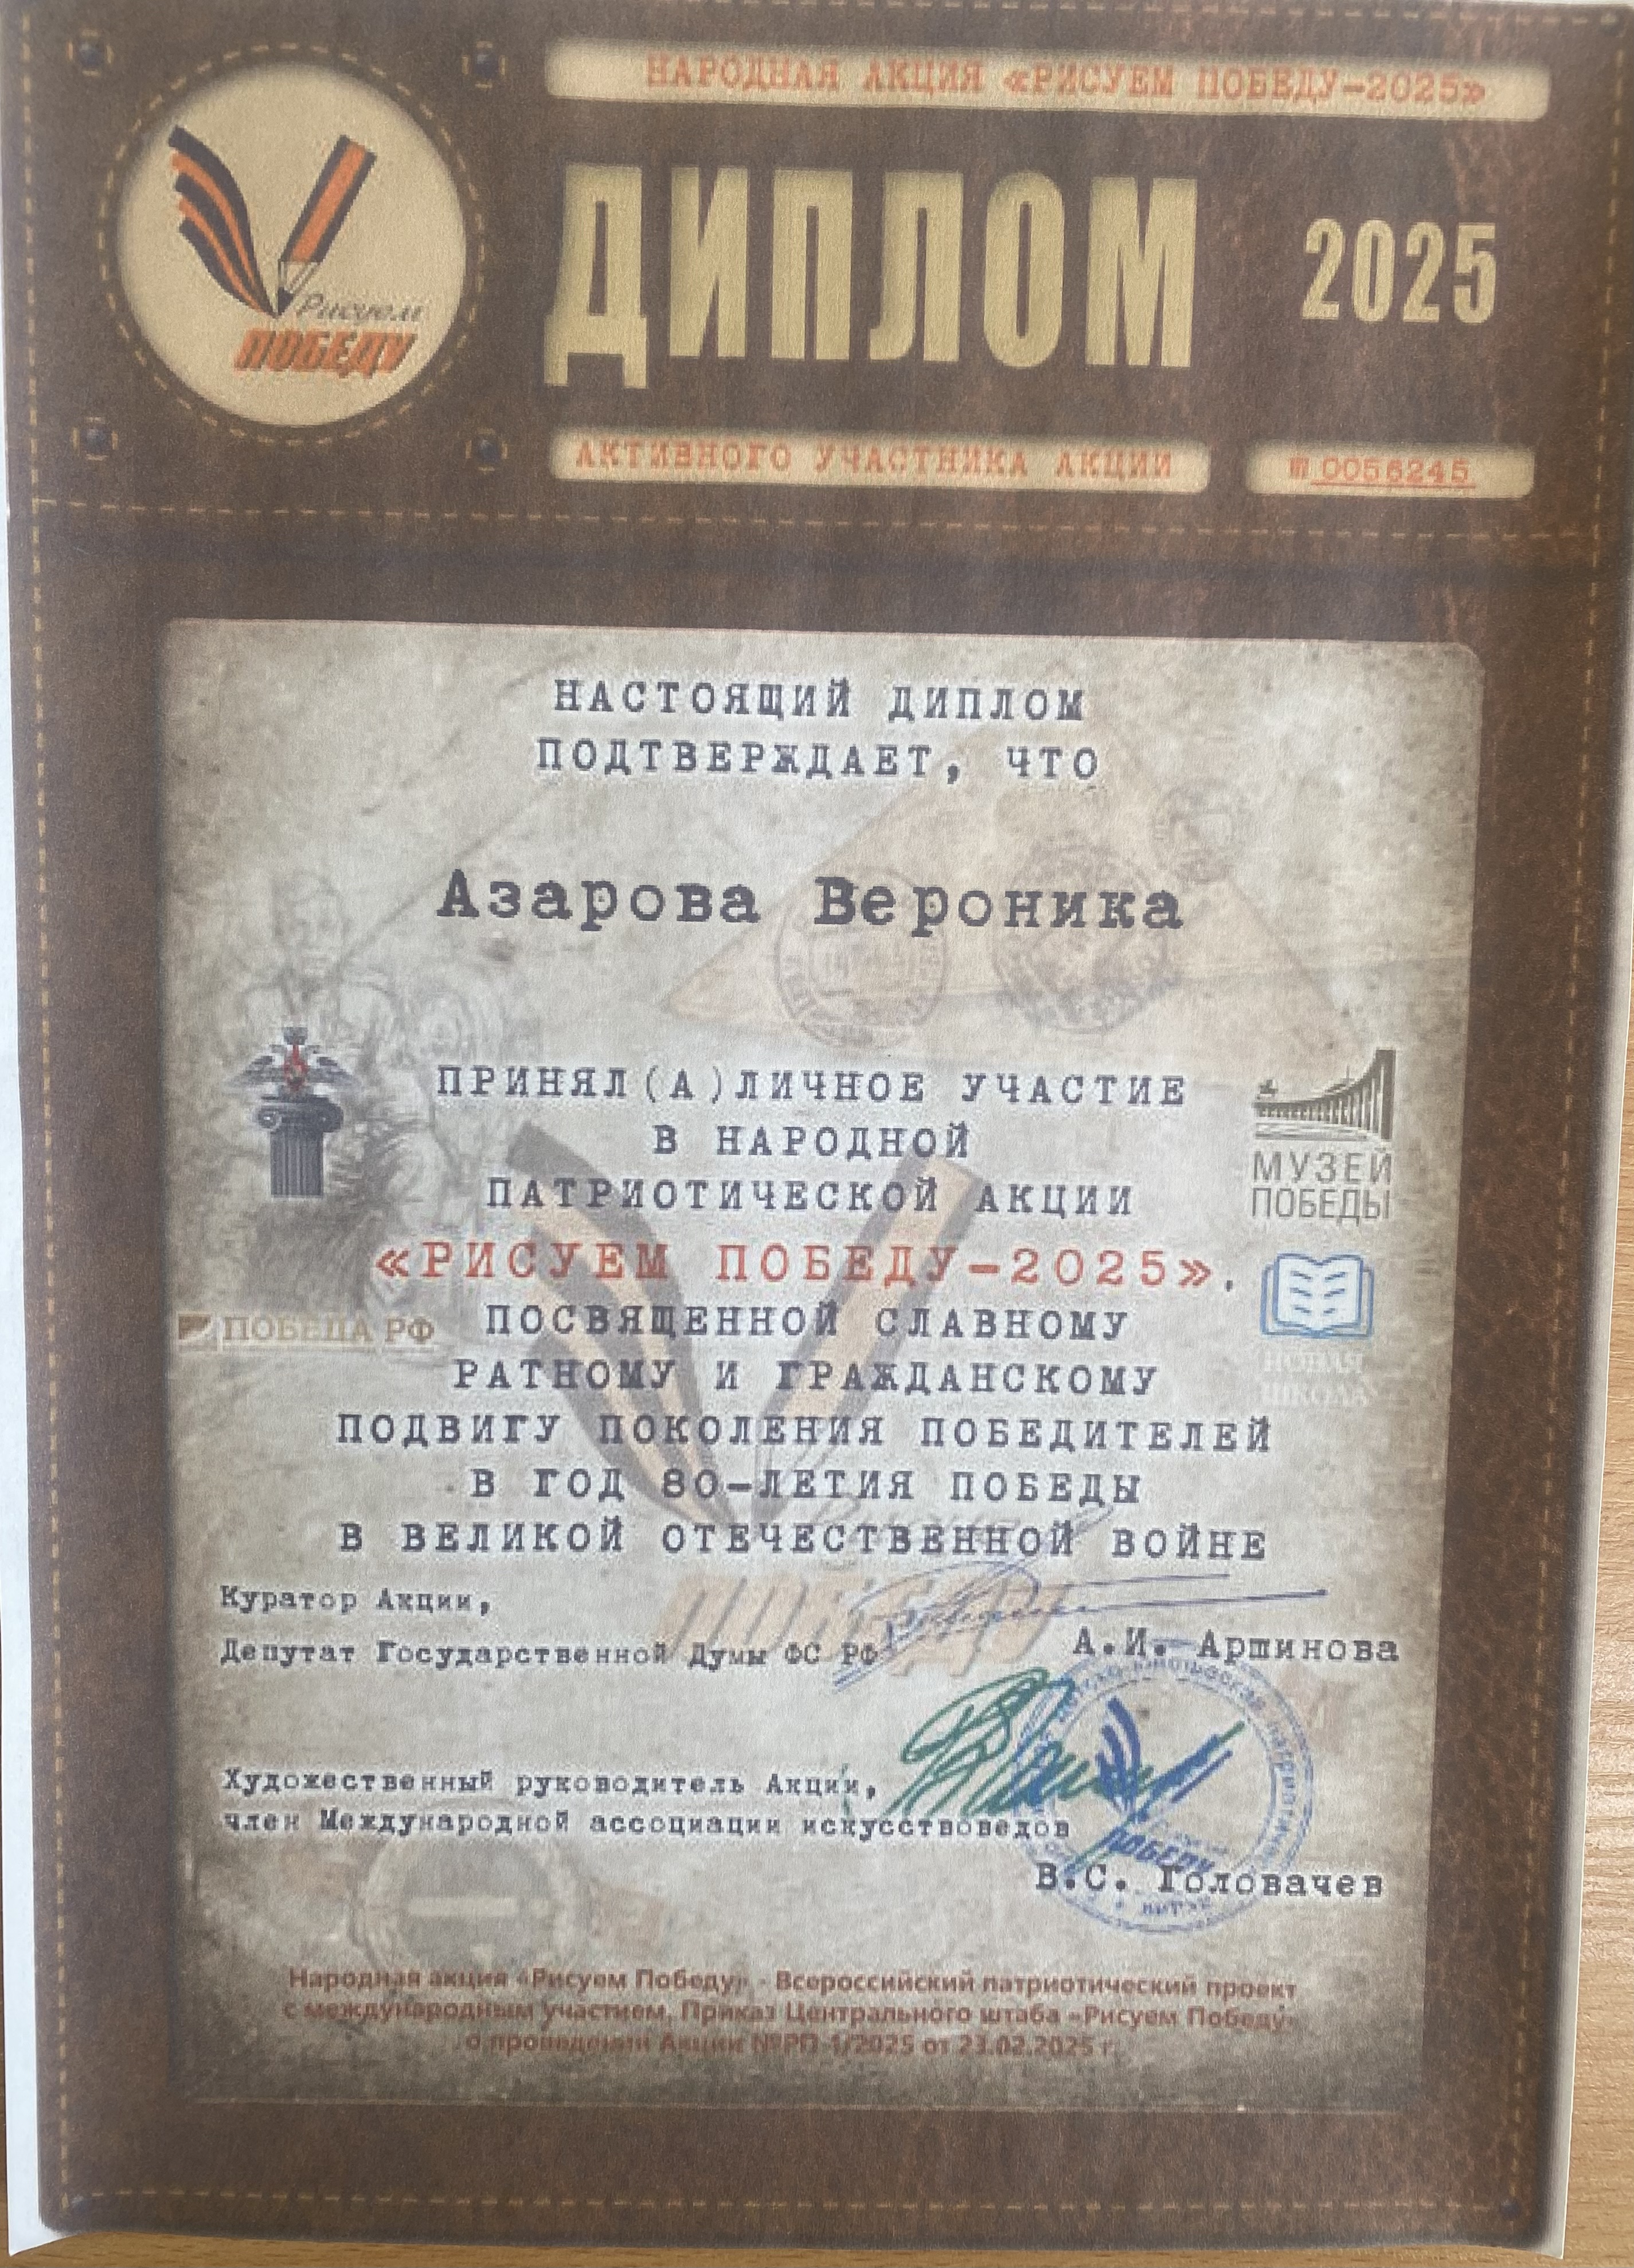 НАРОДНАЯ АКЦИЯ «РИСУЕМ ПОБЕДУ-2025»
Рисуем
ПОБЕДУ
ДИПЛОМ 2025
АКТИВНОГО УЧАСТНИКА АКЦИИ
№ 0056245
НАСТОЯЩИЙ ДИПЛОМ
ПОДТВЕРЖДАЕТ, ЧТО
Азарова Вероника
ПРИНЯЛ(А)ЛИЧНОЕ УЧАСТИЕ
В НАРОДНОЙ
ПАТРИОТИЧЕСКОЙ АКЦИИ
«РИСУЕМ ПОБЕДУ-2025»,
ПОСВЯЩЕННОЙ СЛАВНОМУ
РАТНОМУ И ГРАЖДАНСКОМУ
ПОДВИГУ ПОКОЛЕНИЯ ПОБЕДИТЕЛЕЙ
В ГОД 80-ЛЕТИЯ ПОБЕДЫ
В ВЕЛИКОЙ ОТЕЧЕСТВЕННОЙ ВОЙНЕ
МУЗЕЙ
ПОБЕДЫ
ПОБЕДА РФ
ШКОЛА
Куратор Акции,
Депутат Государственной Думы ФС РФ
А.И. Аршинова
Художественный руководитель Акции,
член Международной ассоциации искусствоведов
В.С. Головачев
ПОБЕДУ
Народная акция «Рисуем Победу» - Всероссийский патриотический проект
с международным участием. Приказ Центрального штаба «Рисуем Победу»
о проведении Акции №РП-1/2025 от 23.02.2025 г.